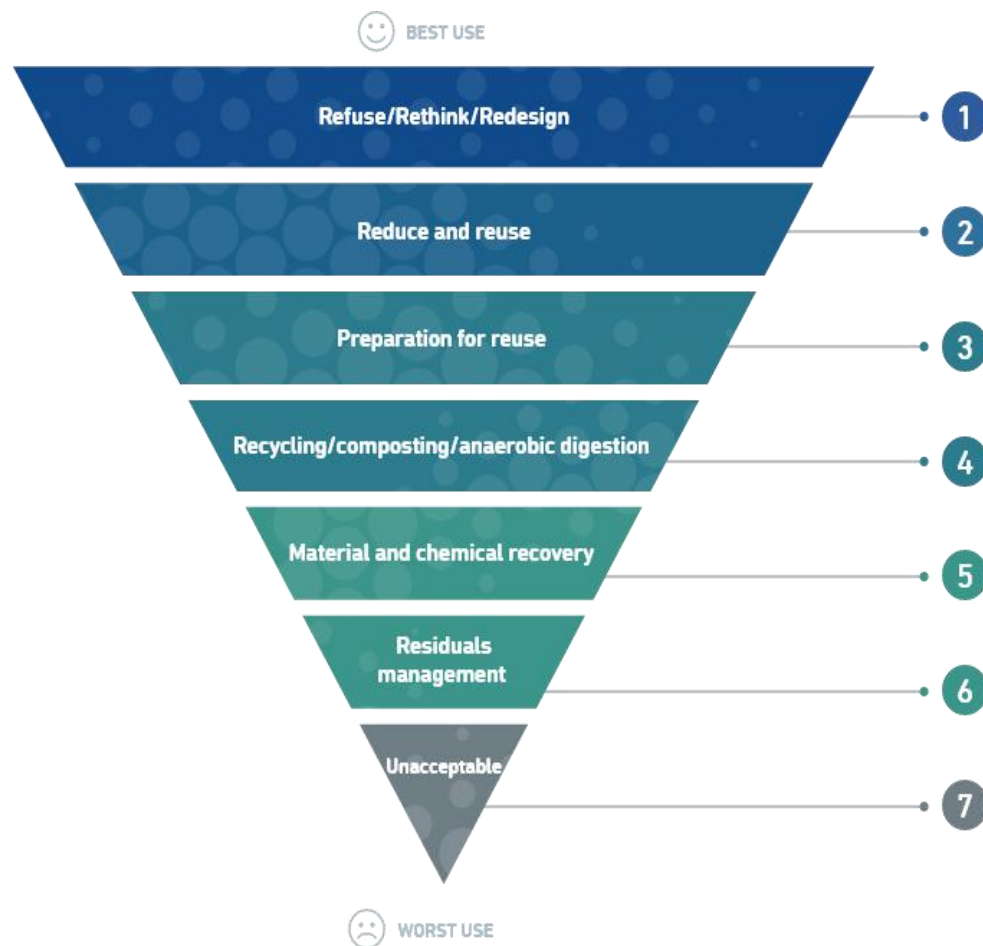 BEST USE
Refuse/Rethink/Redesign
1
Reduce and reuse
2
Preparation for reuse
3
Recycling/composting/anaerobic digestion
4
Material and chemical recovery
5
Residuals
management
6
Unacceptable
7
WORST USE